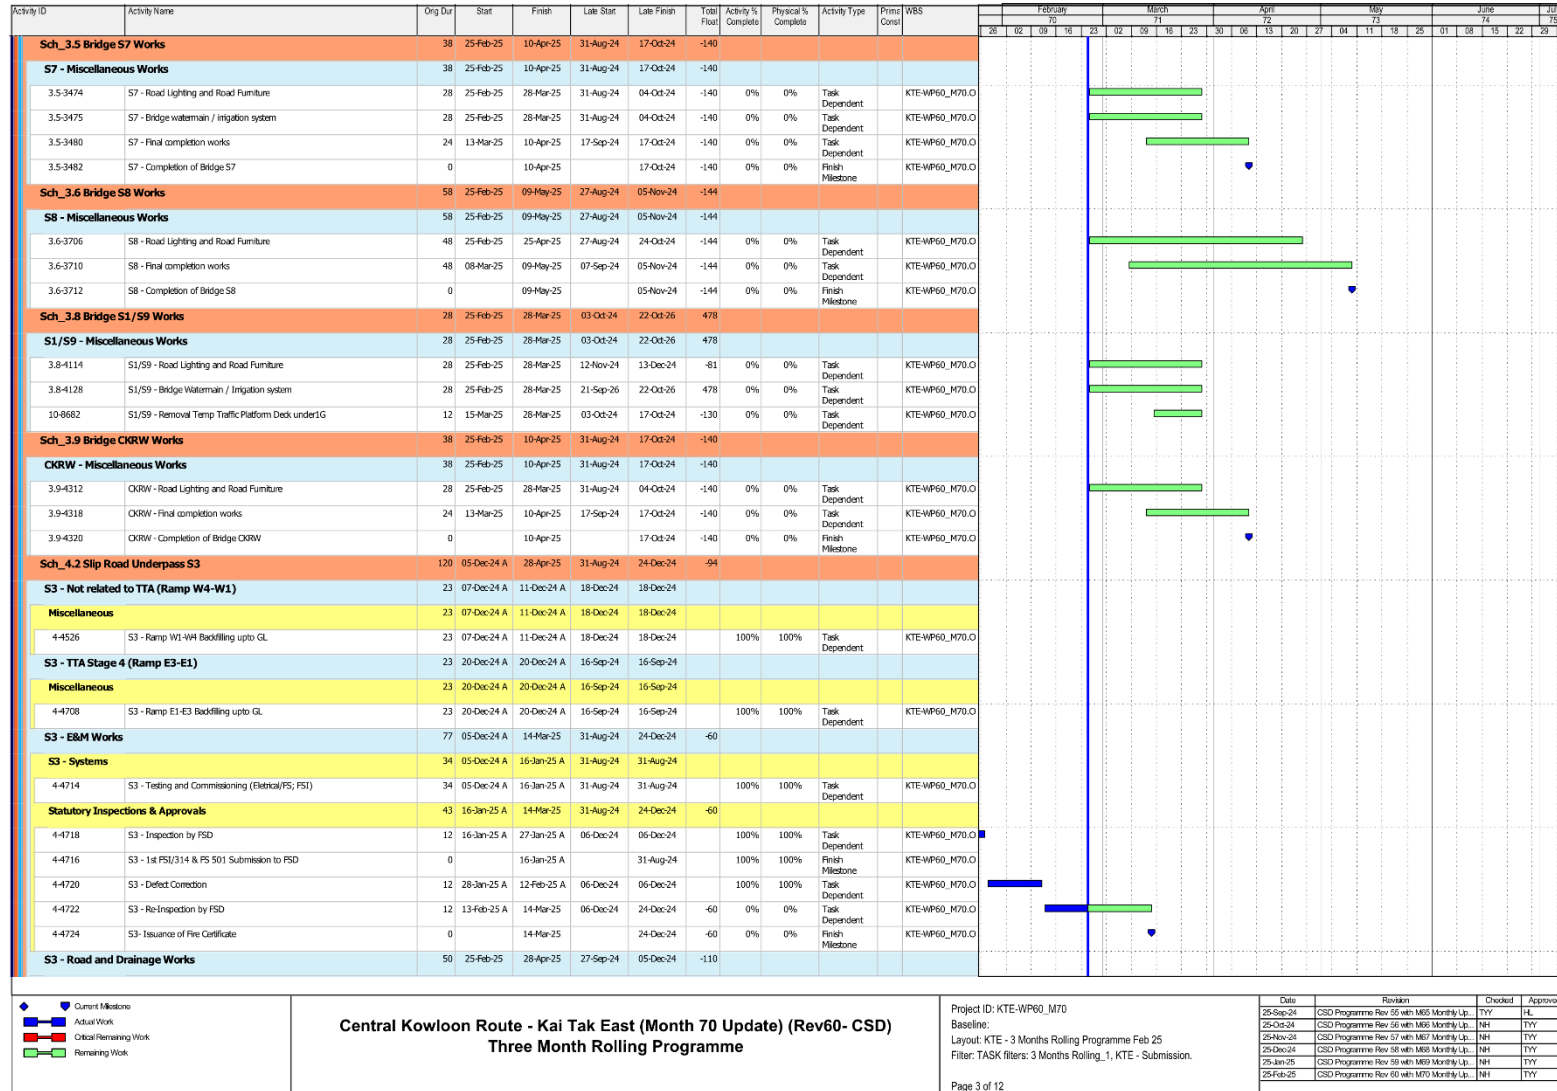 Activity ID Activity Name Orig Dur Start Finish Late Start Late Finish Total Float Activity % Complete Physical % Complete Activity Type Prima Const WBS February March April May June Jul
70 71 72 73 74 75
26 02 09 16 23 02 09 16 23 30 06 13 20 27 04 11 18 25 01 08 15 22 29
Sch_3.5 Bridge S7 Works 38 25-Feb-25 10-Apr-25 31-Aug-24 17-Oct-24 -140
S7 - Miscellaneous Works 38 25-Feb-25 10-Apr-25 31-Aug-24 17-Oct-24 -140
3.5-3474 S7 - Road Lighting and Road Furniture 28 25-Feb-25 28-Mar-25 31-Aug-24 04-Oct-24 -140 0% 0% Task Dependent KTE-WP60_M70.O
3.5-3475 S7 - Bridge watermain / irrigation system 28 25-Feb-25 28-Mar-25 31-Aug-24 04-Oct-24 -140 0% 0% Task Dependent KTE-WP60_M70.O
3.5-3480 S7 - Final completion works 24 13-Mar-25 10-Apr-25 17-Sep-24 17-Oct-24 -140 0% 0% Task Dependent KTE-WP60_M70.O
3.5-3482 S7 - Completion of Bridge S7 0 10-Apr-25 17-Oct-24 -140 0% 0% Finish Milestone KTE-WP60_M70.O
Sch_3.6 Bridge S8 Works 58 25-Feb-25 09-May-25 27-Aug-24 05-Nov-24 -144
S8 - Miscellaneous Works 58 25-Feb-25 09-May-25 27-Aug-24 05-Nov-24 -144
3.6-3706 S8 - Road Lighting and Road Furniture 48 25-Feb-25 25-Apr-25 27-Aug-24 24-Oct-24 -144 0% 0% Task Dependent KTE-WP60_M70.O
3.6-3710 S8 - Final completion works 48 08-Mar-25 09-May-25 07-Sep-24 05-Nov-24 -144 0% 0% Task Dependent KTE-WP60_M70.O
3.6-3712 S8 - Completion of Bridge S8 0 09-May-25 05-Nov-24 -144 0% 0% Finish Milestone KTE-WP60_M70.O
Sch_3.8 Bridge S1/S9 Works 28 25-Feb-25 28-Mar-25 03-Oct-24 22-Oct-26 478
S1/S9 - Miscellaneous Works 28 25-Feb-25 28-Mar-25 03-Oct-24 22-Oct-26 478
3.8-4114 S1/S9 - Road Lighting and Road Furniture 28 25-Feb-25 28-Mar-25 12-Nov-24 13-Dec-24 -81 0% 0% Task Dependent KTE-WP60_M70.O
3.8-4128 S1/S9 - Bridge Watermain / Irrigation system 28 25-Feb-25 28-Mar-25 21-Sep-26 22-Oct-26 478 0% 0% Task Dependent KTE-WP60_M70.O
10-8682 S1/S9 - Removal Temp Traffic Platform Deck under1G 12 15-Mar-25 28-Mar-25 03-Oct-24 17-Oct-24 -130 0% 0% Task Dependent KTE-WP60_M70.O
Sch_3.9 Bridge CKRW Works 38 25-Feb-25 10-Apr-25 31-Aug-24 17-Oct-24 -140
CKRW - Miscellaneous Works 38 25-Feb-25 10-Apr-25 31-Aug-24 17-Oct-24 -140
3.9-4312 CKRW - Road Lighting and Road Furniture 28 25-Feb-25 28-Mar-25 31-Aug-24 04-Oct-24 -140 0% 0% Task Dependent KTE-WP60_M70.O
3.9-4318 CKRW - Final completion works 24 13-Mar-25 10-Apr-25 17-Sep-24 17-Oct-24 -140 0% 0% Task Dependent KTE-WP60_M70.O
3.9-4320 CKRW - Completion of Bridge CKRW 0 10-Apr-25 17-Oct-24 -140 0% 0% Finish Milestone KTE-WP60_M70.O
Sch_4.2 Slip Road Underpass S3 120 05-Dec-24 A 28-Apr-25 31-Aug-24 24-Dec-24 -94
S3 - Not related to TTA (Ramp W4-W1) 23 07-Dec-24 A 11-Dec-24 A 18-Dec-24 18-Dec-24
Miscellaneous 23 07-Dec-24 A 11-Dec-24 A 18-Dec-24 18-Dec-24
4-4526 S3 - Ramp W1-W4 Backfilling upto GL 23 07-Dec-24 A 11-Dec-24 A 18-Dec-24 18-Dec-24 100% 100% Task Dependent KTE-WP60_M70.O
S3 - TTA Stage 4 (Ramp E3-E1) 23 20-Dec-24 A 20-Dec-24 A 16-Sep-24 16-Sep-24
Miscellaneous 23 20-Dec-24 A 20-Dec-24 A 16-Sep-24 16-Sep-24
4-4708 S3 - Ramp E1-E3 Backfilling upto GL 23 20-Dec-24 A 20-Dec-24 A 16-Sep-24 16-Sep-24 100% 100% Task Dependent KTE-WP60_M70.O
S3 - E&M Works 77 05-Dec-24 A 14-Mar-25 31-Aug-24 24-Dec-24 -60
S3 - Systems 34 05-Dec-24 A 16-Jan-25 A 31-Aug-24 31-Aug-24
4-4714 S3 - Testing and Commissioning (Eletrical/FS; FSI) 34 05-Dec-24 A 16-Jan-25 A 31-Aug-24 31-Aug-24 100% 100% Task Dependent KTE-WP60_M70.O
Statutory Inspections & Approvals 43 16-Jan-25 A 14-Mar-25 31-Aug-24 24-Dec-24 -60
4-4718 S3 - Inspection by FSD 12 16-Jan-25 A 27-Jan-25 A 06-Dec-24 06-Dec-24 100% 100% Task Dependent KTE-WP60_M70.O
4-4716 S3 - 1st FSI/314 & FS 501 Submission to FSD 0 16-Jan-25 A 31-Aug-24 100% 100% Finish Milestone KTE-WP60_M70.O
4-4720 S3 - Defect Correction 12 28-Jan-25 A 12-Feb-25 A 06-Dec-24 06-Dec-24 100% 100% Task Dependent KTE-WP60_M70.O
4-4722 S3 - Re-Inspection by FSD 12 13-Feb-25 A 14-Mar-25 06-Dec-24 24-Dec-24 -60 0% 0% Task Dependent KTE-WP60_M70.O
4-4724 S3- Issuance of Fire Certificate 0 14-Mar-25 24-Dec-24 -60 0% 0% Finish Milestone KTE-WP60_M70.O
S3 - Road and Drainage Works 50 25-Feb-25 28-Apr-25 27-Sep-24 05-Dec-24 -110
Current Milestone
Actual Work
Critical Remaining Work
Remaining Work
Central Kowloon Route - Kai Tak East (Month 70 Update) (Rev60- CSD)
Three Month Rolling Programme
Project ID: KTE-WP60_M70
Baseline:
Layout: KTE - 3 Months Rolling Programme Feb 25
Filter: TASK filters: 3 Months Rolling_1, KTE - Submission.
Page 3 of 12
Date Revision Checked Approved
25-Sep-24 CSD Programme Rev 55 with M65 Monthly Up... TYY HL
25-Oct-24 CSD Programme Rev 56 with M66 Monthly Up... NH TYY
25-Nov-24 CSD Programme Rev 57 with M67 Monthly Up... NH TYY
25-Dec-24 CSD Programme Rev 58 with M68 Monthly Up... NH TYY
25-Jan-25 CSD Programme Rev 59 with M69 Monthly Up... NH TYY
25-Feb-25 CSD Programme Rev 60 with M70 Monthly Up... NH TYY